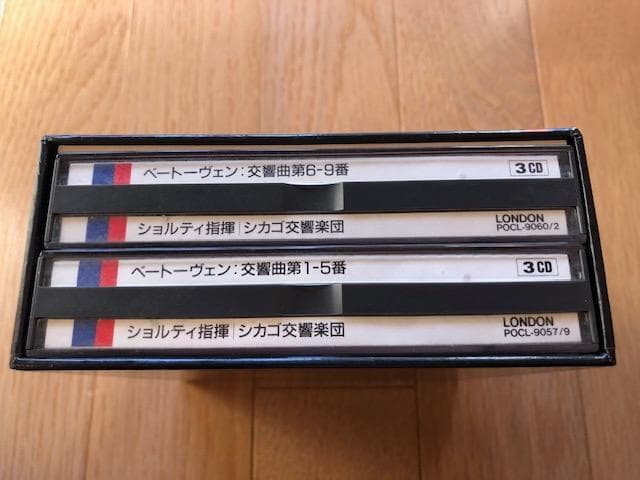 ベートーヴェン:交響曲第6-9番 3CD
ショルティ指揮|シカゴ交響楽団 LONDON
POCL-9060/2
ベートーヴェン:交響曲第1-5番 3CD
ショルティ指揮|シカゴ交響楽団 LONDON
POCL-9057/9